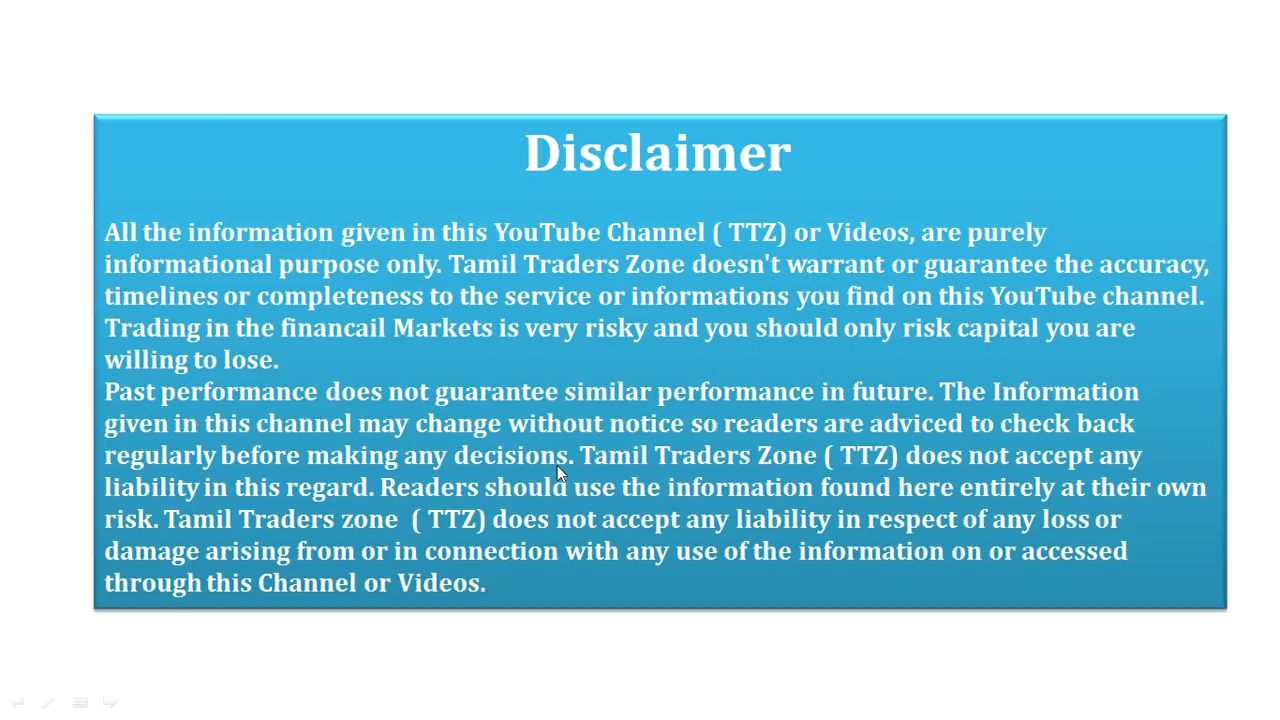 Disclaimer
All the information given in this YouTube Channel ( TTZ) or Videos, are purely
informational purpose only. Tamil Traders Zone doesn't warrant or guarantee the accuracy,
timelines or completeness to the service or informations you find on this YouTube channel.
Trading in the financail Markets is very risky and you should only risk capital you are
willing to lose.
Past performance does not guarantee similar performance in future. The Information
given in this channel may change without notice so readers are adviced to check back
regularly before making any decisions. Tamil Traders Zone ( TTZ) does not accept any
liability in this regard. Readers should use the information found here entirely at their own
risk. Tamil Traders zone  ( TTZ) does not accept any liability in respect of any loss or
damage arising from or in connection with any use of the information on or accessed
through this Channel or Videos.